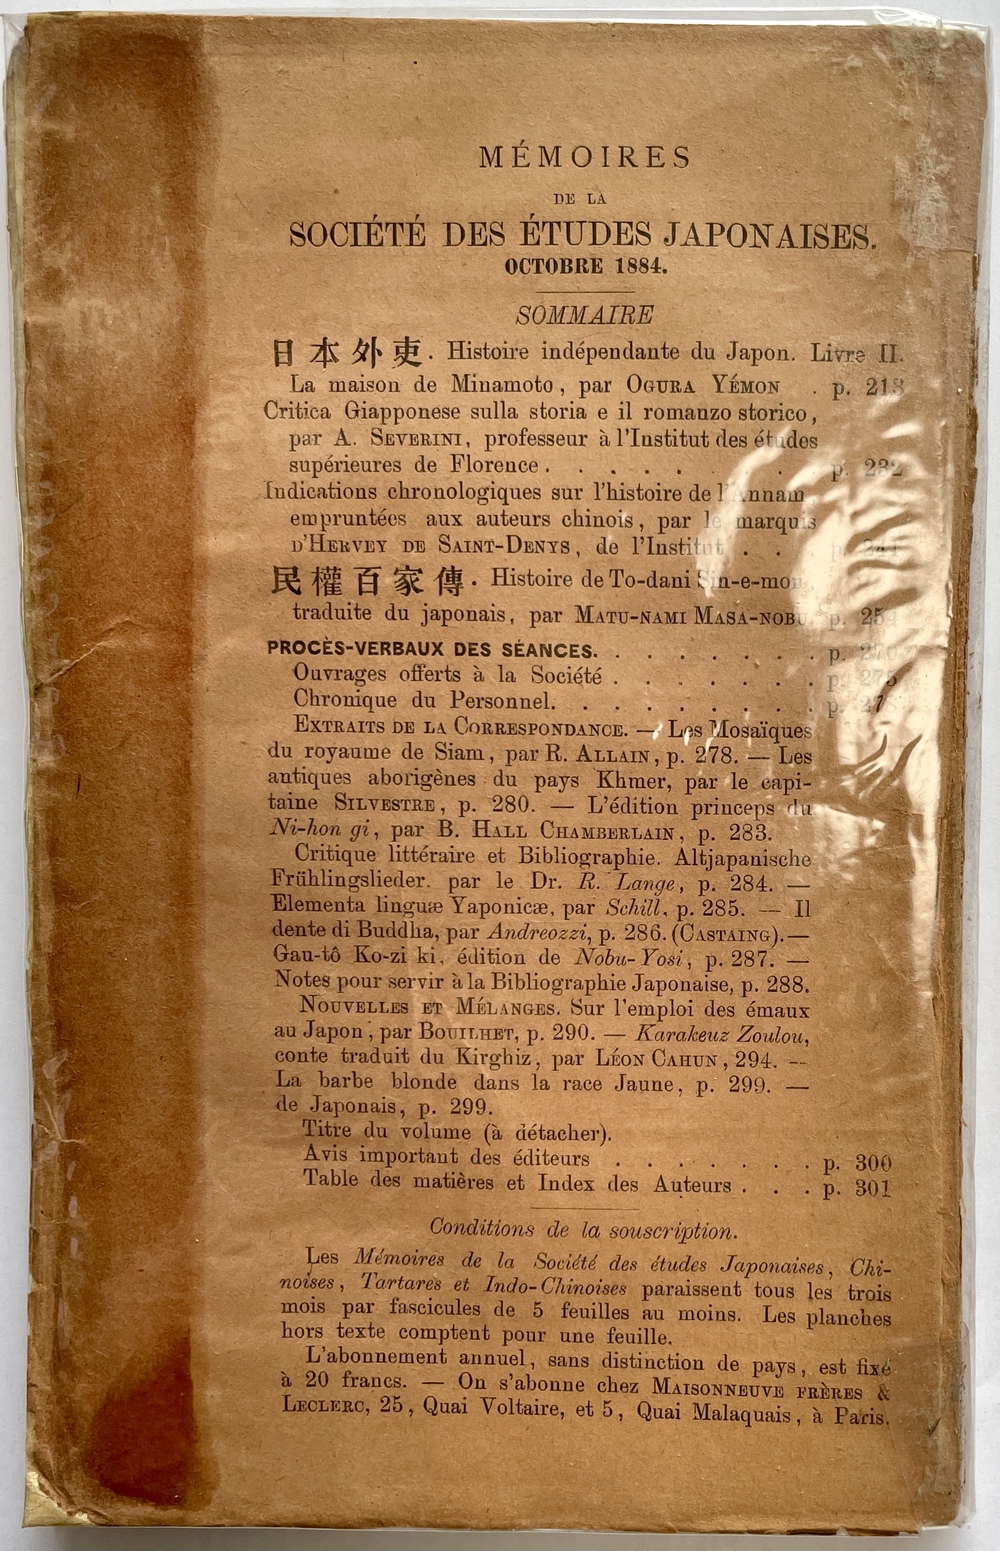 MÉMOIRES
DE LA
SOCIÉTÉ DES ÉTUDES JAPONAISES.
OCTOBRE 1884.
SOMMAIRE
日本外吏. Histoire indépendante du Japon. Livre II.
La maison de Minamoto, par OGURA YÉMON . p. 213
Critica Giapponese sulla storia e il romanzo storico,
par A. SEVERINI, professeur à l'Institut des études
supérieures de Florence . . . . . . . p. 232
Indications chronologiques sur l'histoire de l'Annam
empruntées aux auteurs chinois, par le marquis
D'HERVEY DE SAINT-DENYS, de l'Institut . . p.
民權百家傳. Histoire de To-dani Sin-e-mon,
traduite du japonais, par MATU-NAMI MASA-NOBU. p.
PROCÈS-VERBAUX DES SÉANCES. . . . . . . . p.
Ouvrages offerts à la Société . . . . . . . p. 275
Chronique du Personnel. . . . . . . . . p.
EXTRAITS DE LA CORRESPONDANCE. — Les Mosaïques
du royaume de Siam, par R. ALLAIN, p. 278. — Les
antiques aborigènes du pays Khmer, par le capi-
taine SILVESTRE, p. 280. — L'édition princeps du
Ni-hon gi, par B. HALL CHAMBERLAIN, p. 283.
Critique littéraire et Bibliographie. Altjapanische
Frühlingslieder. par le Dr. R. Lange, p. 284. —
Elementa linguæ Yaponicæ, par Schill, p. 285. — Il
dente di Buddha, par Andreozzi, p. 286. (CASTAING). —
Gau-tô Ko-zi ki, édition de Nobu-Yosi, p. 287. —
Notes pour servir à la Bibliographie Japonaise, p. 288.
NOUVELLES ET MÉLANGES. Sur l'emploi des émaux
au Japon, par BOUILHET, p. 290. — Karakeuz Zoulou,
conte traduit du Kirghiz, par LÉON CAHUN, 294. —
La barbe blonde dans la race Jaune, p. 299. —
de Japonais, p. 299.
Titre du volume (à détacher).
Avis important des éditeurs . . . . . . . p. 300
Table des matières et Index des Auteurs . . . p. 301
Conditions de la souscription.
Les Mémoires de la Société des études Japonaises, Chi-
noises, Tartares et Indo-Chinoises paraissent tous les trois
mois par fascicules de 5 feuilles au moins. Les planches
hors texte comptent pour une feuille.
L'abonnement annuel, sans distinction de pays, est fixé
à 20 francs. — On s'abonne chez MAISONNEUVE FRÈRES &
LECLERC, 25, Quai Voltaire, et 5, Quai Malaquais, à Paris.